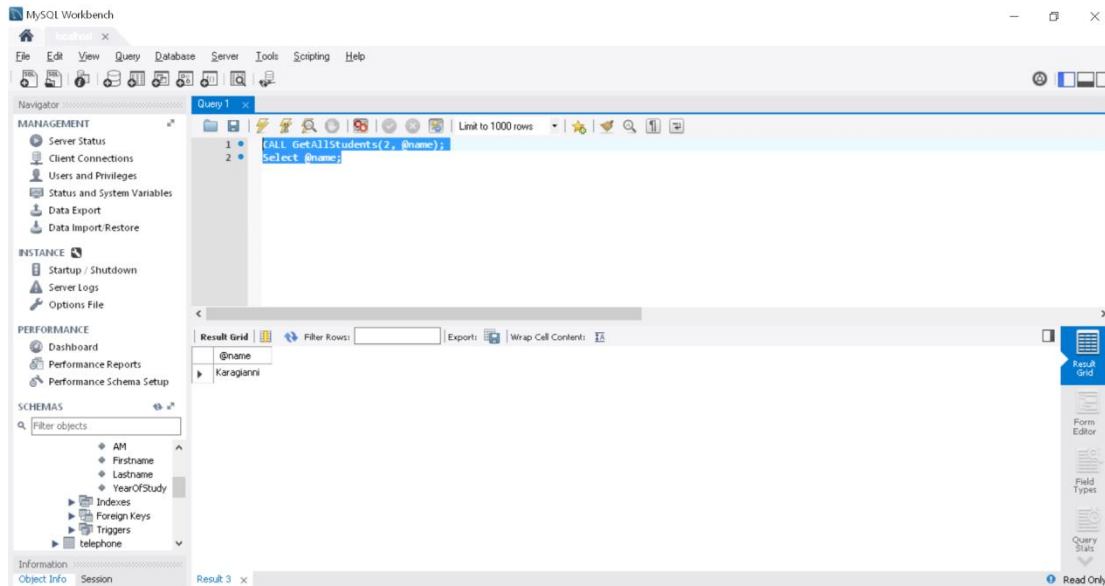 MySQL Workbench
localhost
File Edit View Query Database Server Tools Scripting Help
Navigator
Query 1
MANAGEMENT
Server Status
Client Connections
Users and Privileges
Status and System Variables
Data Export
Data Import/Restore
INSTANCE
Startup / Shutdown
Server Logs
Options File
PERFORMANCE
Dashboard
Performance Reports
Performance Schema Setup
SCHEMAS
Filter objects
AM
Firstname
Lastname
YearOfStudy
Indexes
Foreign Keys
Triggers
telephone
Information
Object Info Session
Limit to 1000 rows
1 CALL GetAllStudents(2, @name);
2 Select @name;
Result Grid Filter Rows: Export: Wrap Cell Content:
@name
Karagianni
Result
Grid
Form
Editor
Field
Types
Query
Stats
Result 3
Read Only